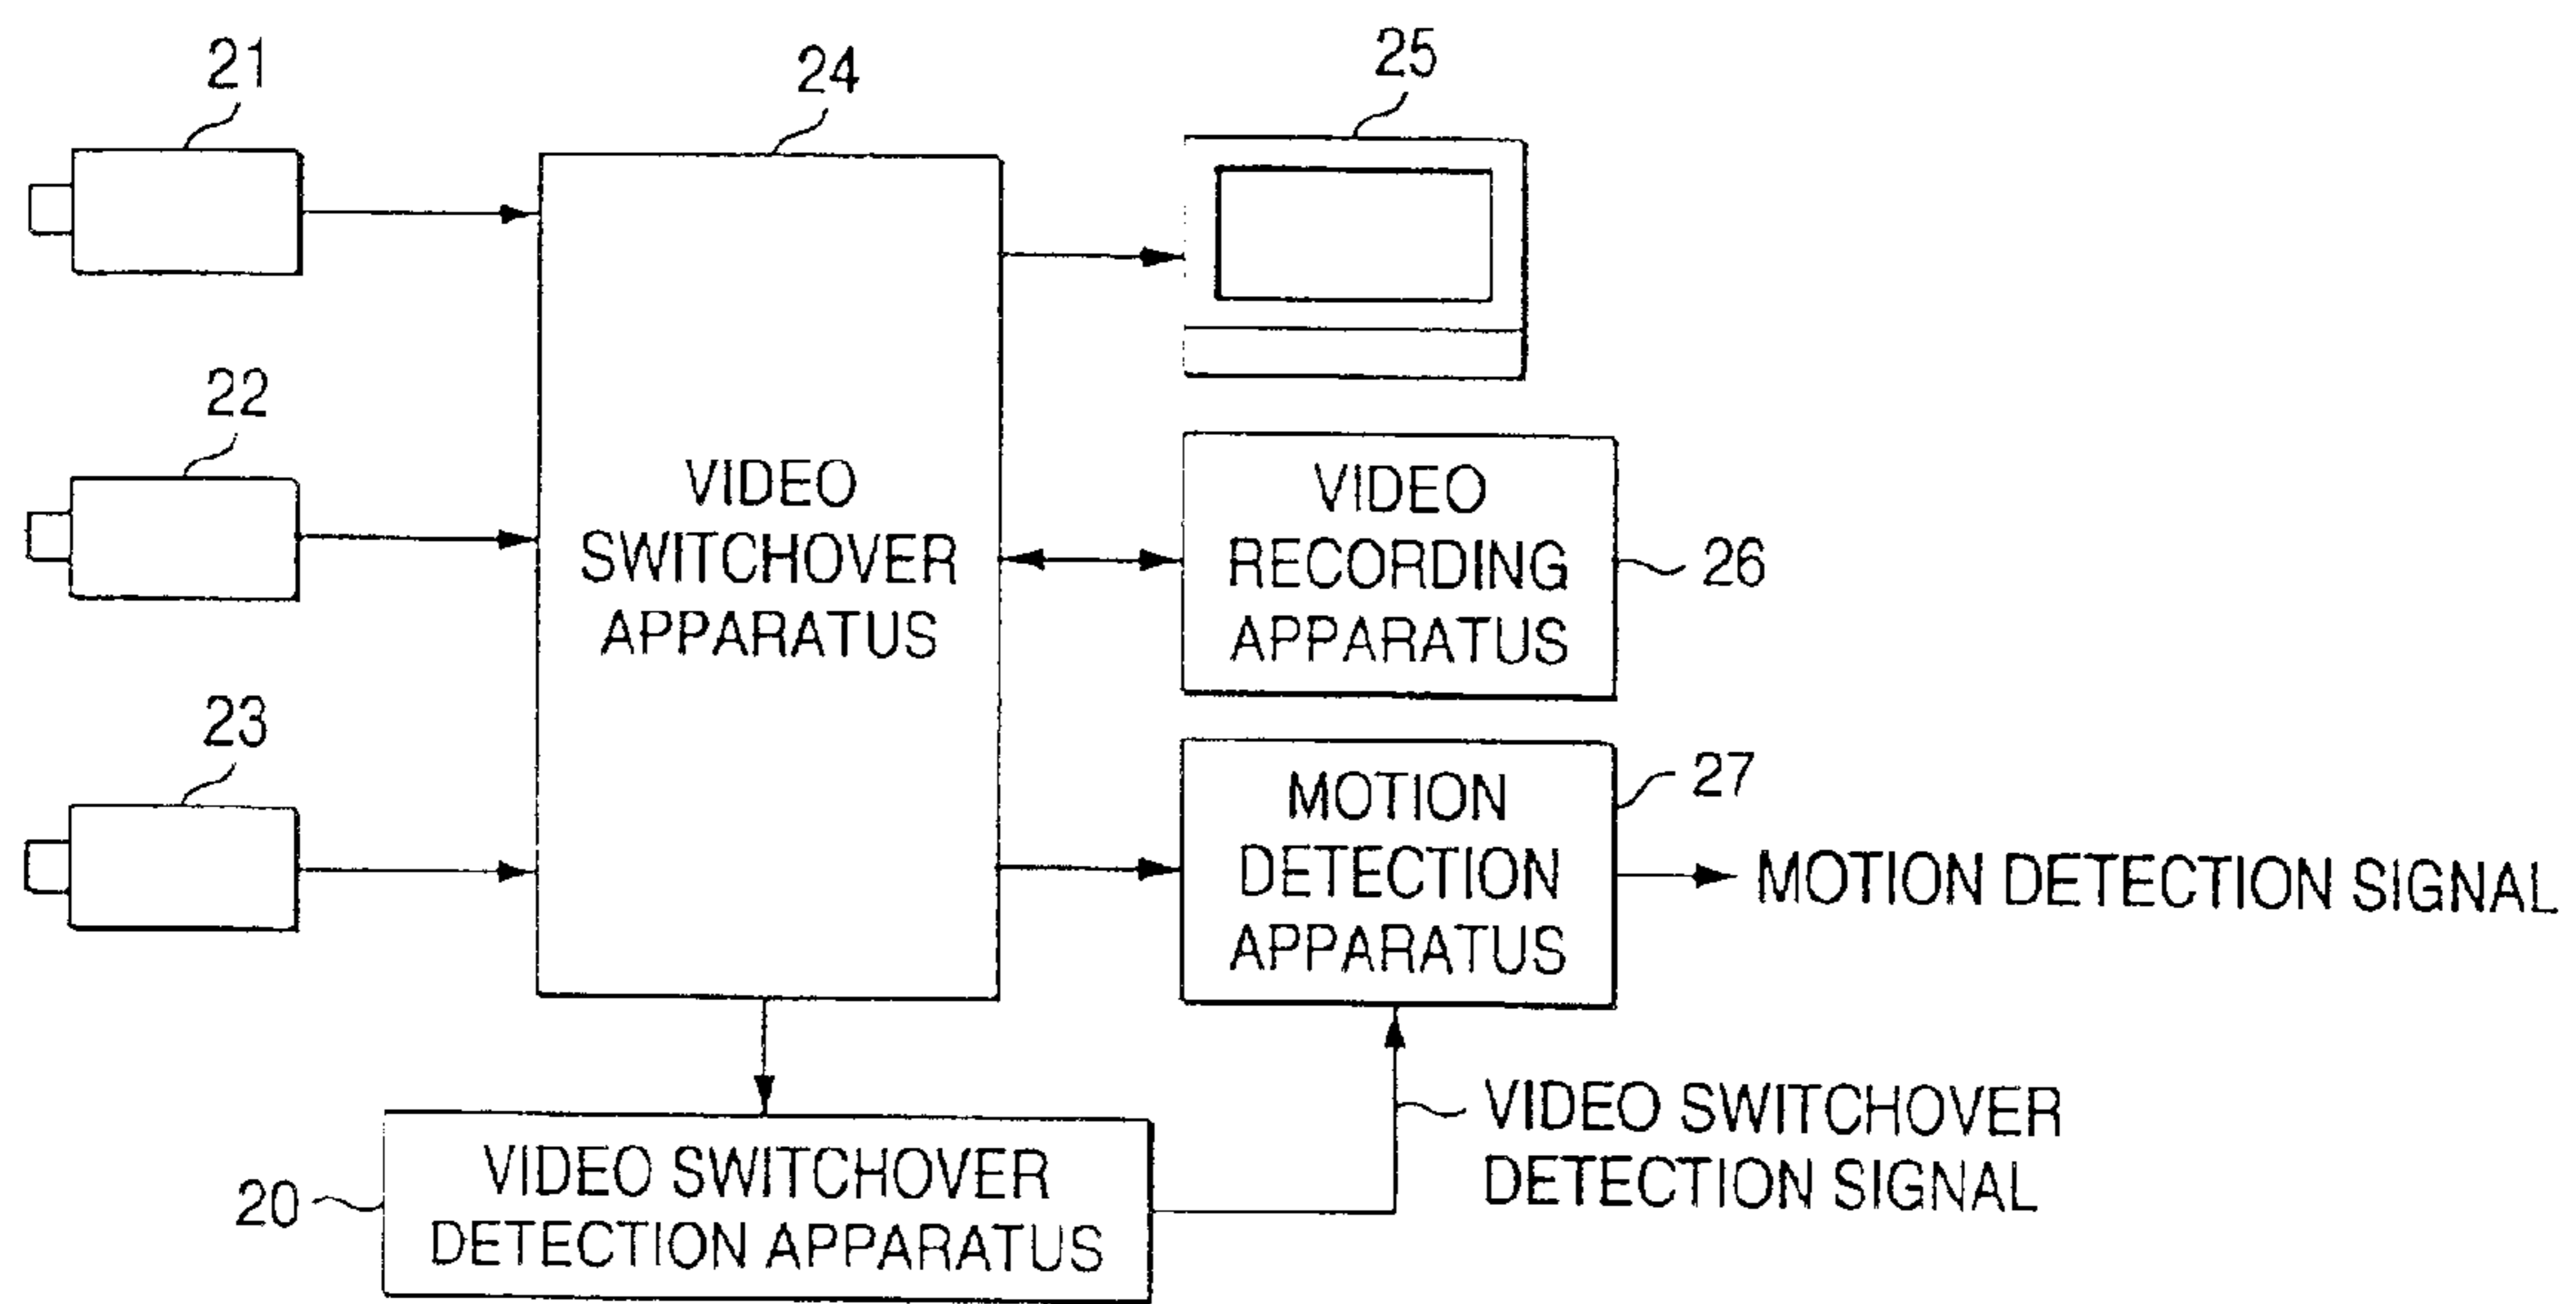 21
24
25
22
VIDEO
SWITCHOVER
APPARATUS
VIDEO
RECORDING
APPARATUS
26
23
MOTION
DETECTION
APPARATUS
27
MOTION DETECTION SIGNAL
VIDEO SWITCHOVER
DETECTION SIGNAL
20
VIDEO SWITCHOVER
DETECTION APPARATUS